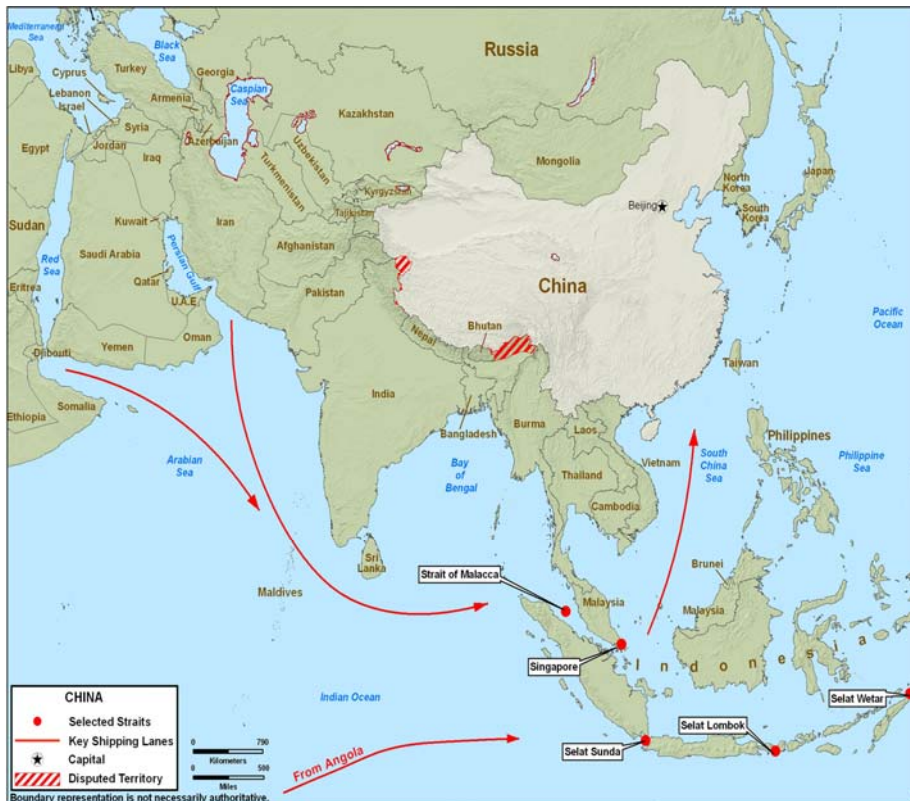 Mediterranean
Sea
Black
Sea
Russia
Libya
Cyprus
Turkey
Georgia
Lebanon
Israel
Armenia
Caspian
Sea
Kazakhstan
Syria
Azerbaijan
Uzbekistan
Mongolia
Egypt
Jordan
Iraq
Turkmenistan
Kyrgyzstan
North
Korea
Japan
Beijing
Tajikistan
South
Korea
Sudan
Kuwait
Iran
Afghanistan
China
Saudi Arabia
Persian Gulf
Red
Sea
Qatar
Pakistan
U.A.E.
Eritrea
Nepal
Bhutan
Pacific
Ocean
Oman
Yemen
Djibouti
Taiwan
India
Ethiopia
Somalia
Bangladesh
Burma
Laos
Philippines
Arabian
Sea
Bay
of
Bengal
Thailand
Vietnam
South
China
Sea
Philippine
Sea
Cambodia
Sri
Lanka
Maldives
Strait of Malacca
Brunei
Malaysia
Malaysia
Singapore
Indonesia
Indian Ocean
Selat Wetar
Selat Lombok
Selat Sunda
From Angola
CHINA
Selected Straits
Key Shipping Lanes
Capital
Disputed Territory
0 790
Kilometers
0 500
Miles
Boundary representation is not necessarily authoritative.